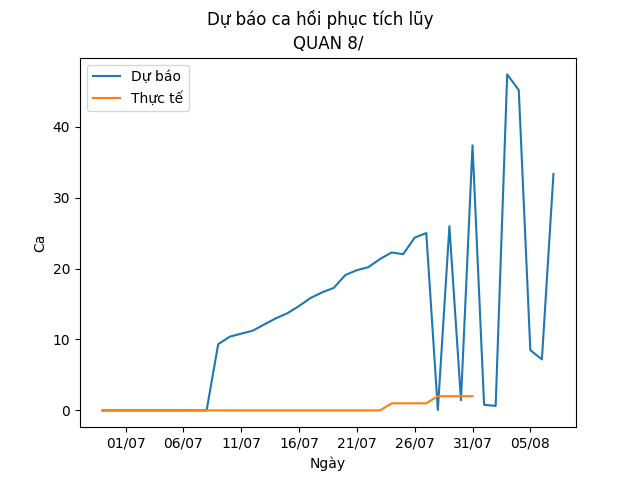 Dự báo ca hồi phục tích lũy
QUAN 8/
Dự báo
Thực tế
Ca
40
30
20
10
0
01/07 06/07 11/07 16/07 21/07 26/07 31/07 05/08
Ngày